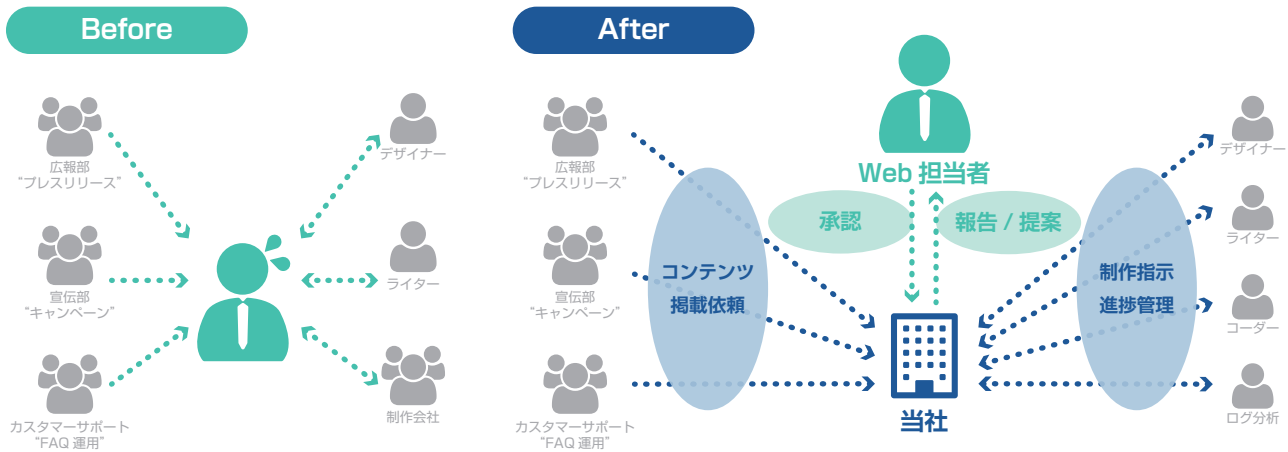 Before
広報部
“プレスリリース”
宣伝部
“キャンペーン”
カスタマーサポート
“FAQ 運用”
デザイナー
ライター
制作会社
After
広報部
“プレスリリース”
宣伝部
“キャンペーン”
カスタマーサポート
“FAQ 運用”
コンテンツ
掲載依頼
Web 担当者
承認
報告 / 提案
当社
制作指示
進捗管理
デザイナー
ライター
コーダー
ログ分析